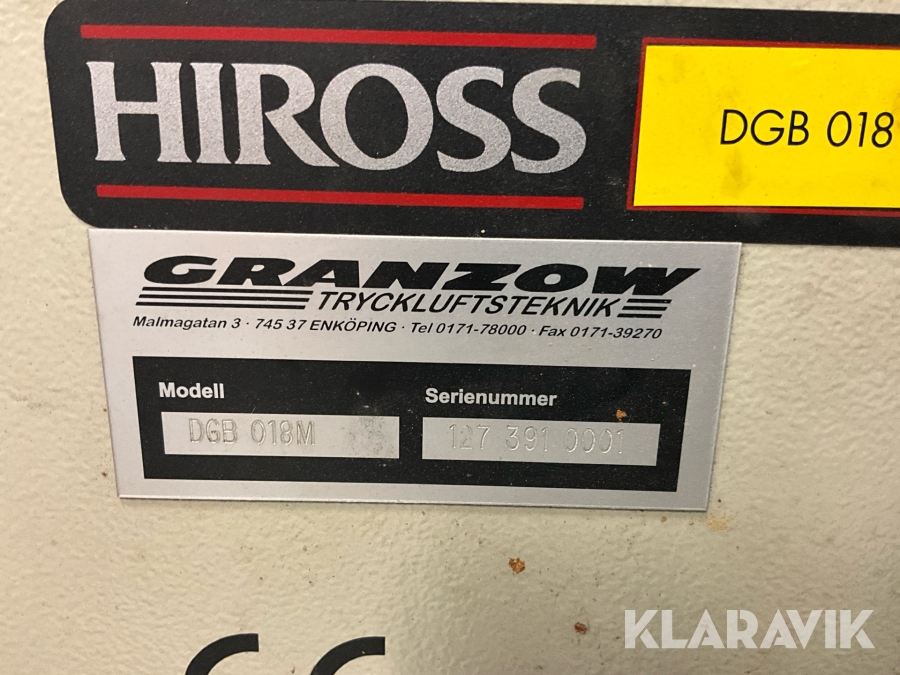 HIROSS
DGB 018
GRANZOW
TRYCKLUFTSTEKNIK
Malmagatan 3 · 745 37 ENKÖPING · Tel 0171-78000 · Fax 0171-39270
Modell
Serienummer
DGB 018M
127 391 0001
CE
KLARAVIK